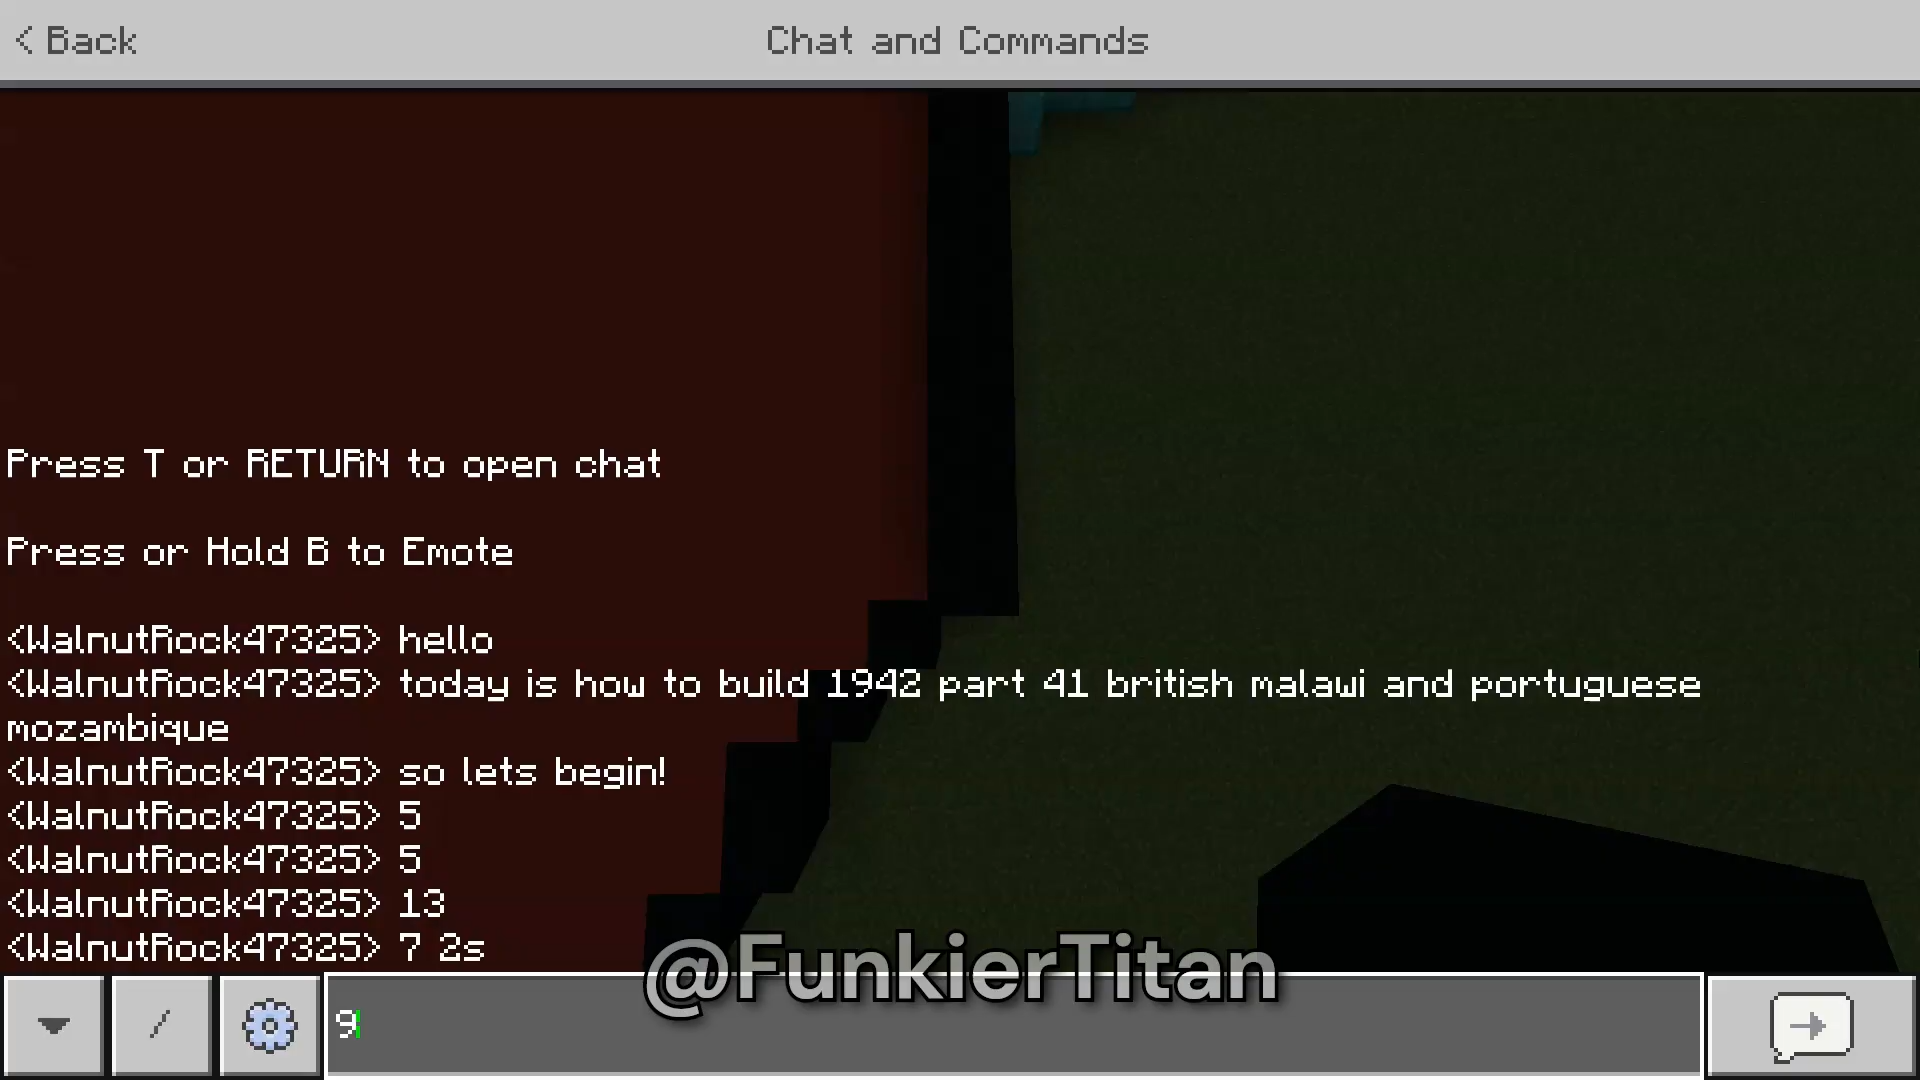 < Back
Chat and Commands
Press T or RETURN to open chat
Press or Hold B to Emote
<WalnutRock47325> hello
<WalnutRock47325> today is how to build 1942 part 41 british malawi and portuguese
mozambique
<WalnutRock47325> so lets begin!
<WalnutRock47325> 5
<WalnutRock47325> 5
<WalnutRock47325> 13
<WalnutRock47325> 7 2s
@FunkierTitan
/
9